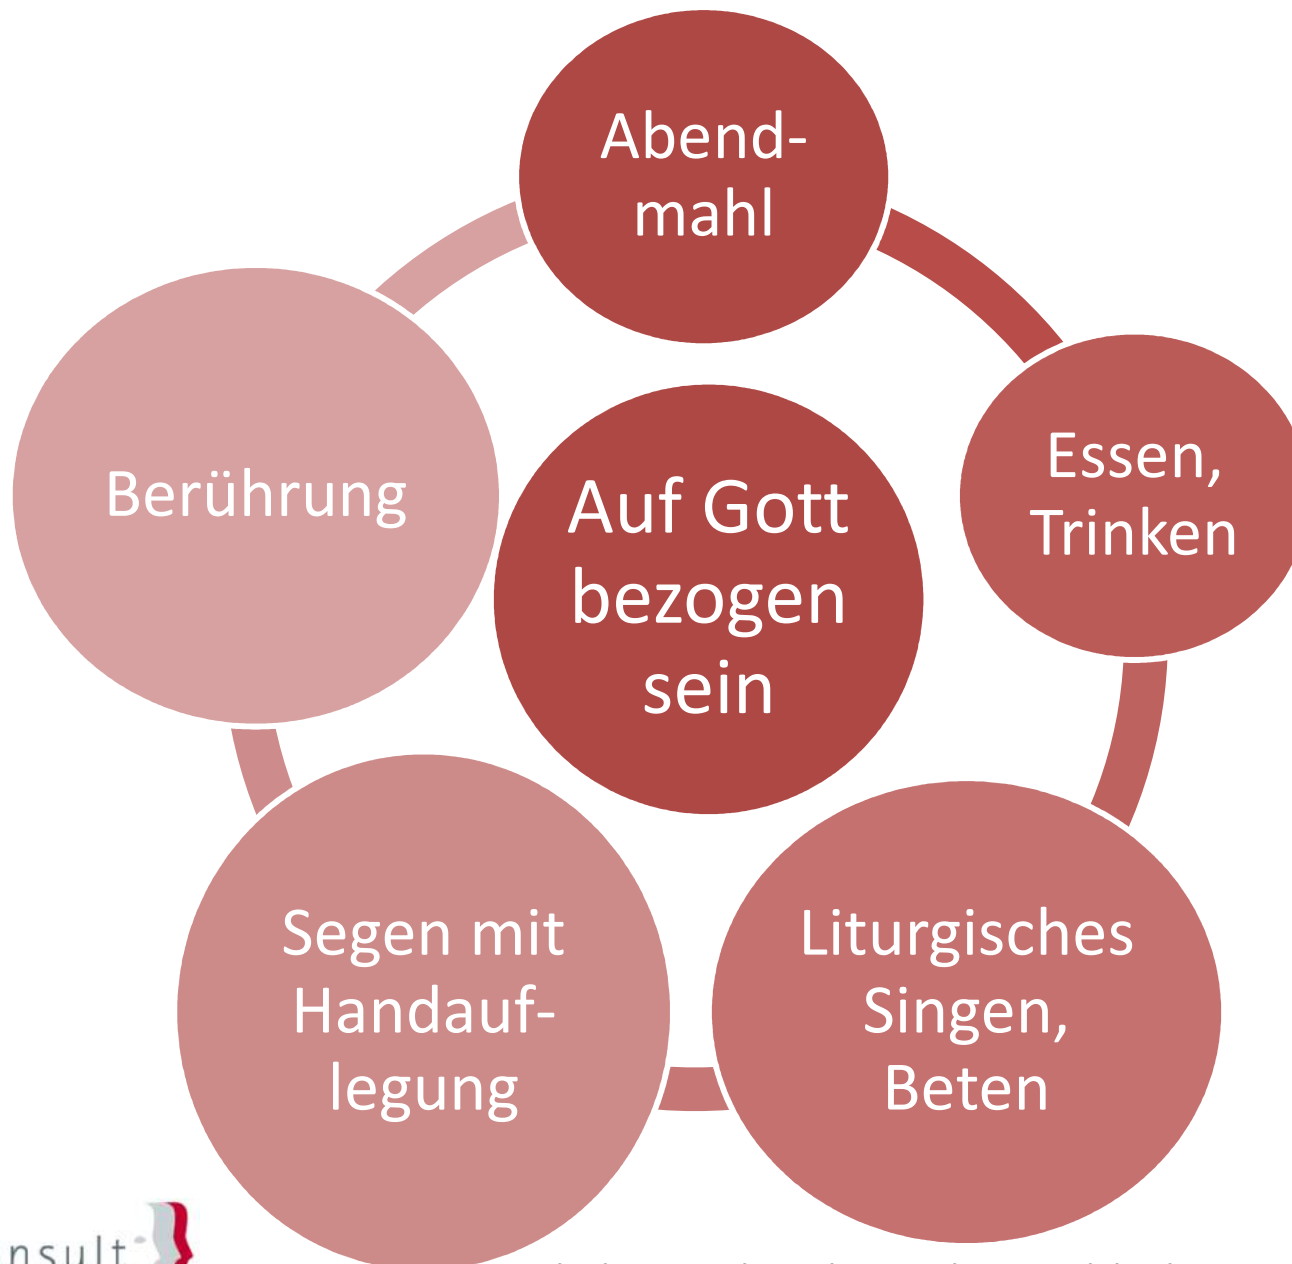 Abend-
mahl
Essen,
Trinken
Berührung
Auf Gott
bezogen
sein
Liturgisches
Singen,
Beten
Segen mit
Handauf-
legung
nsult